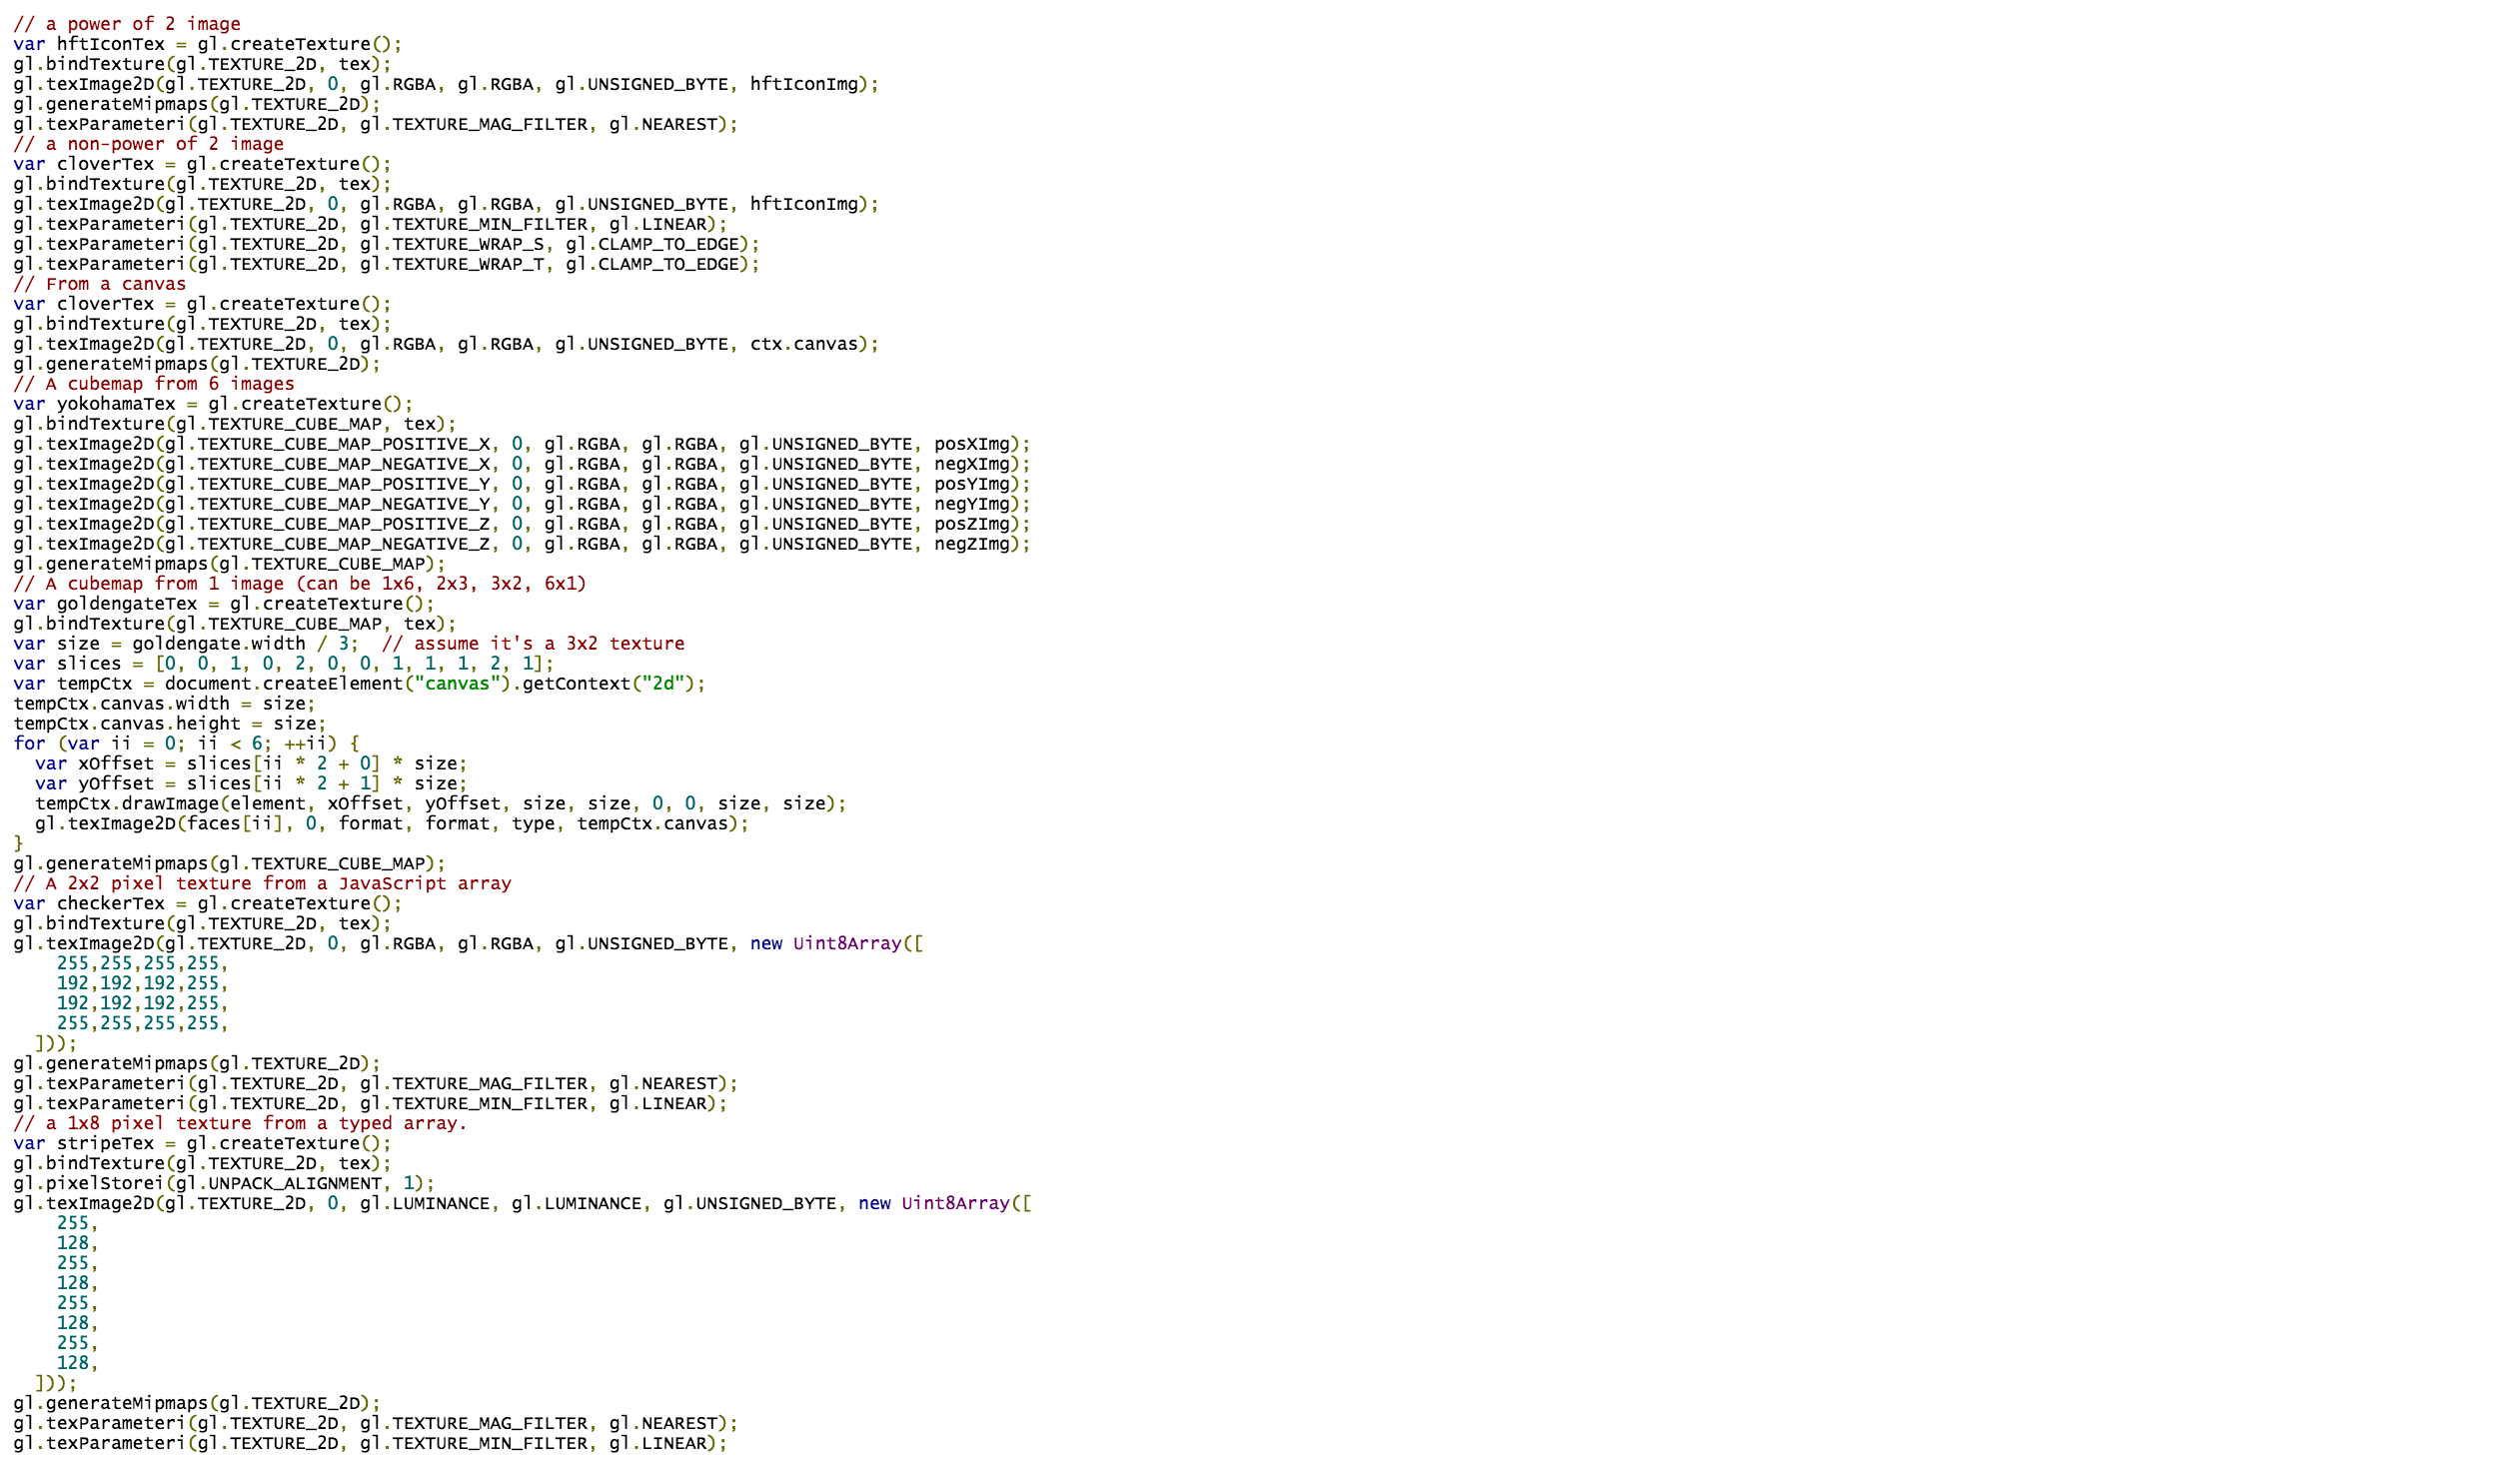 // a power of 2 image
var hftIconTex = gl.createTexture();
gl.bindTexture(gl.TEXTURE_2D, tex);
gl.texImage2D(gl.TEXTURE_2D, 0, gl.RGBA, gl.RGBA, gl.UNSIGNED_BYTE, hftIconImg);
gl.generateMipmaps(gl.TEXTURE_2D);
gl.texParameteri(gl.TEXTURE_2D, gl.TEXTURE_MAG_FILTER, gl.NEAREST);
// a non-power of 2 image
var cloverTex = gl.createTexture();
gl.bindTexture(gl.TEXTURE_2D, tex);
gl.texImage2D(gl.TEXTURE_2D, 0, gl.RGBA, gl.RGBA, gl.UNSIGNED_BYTE, hftIconImg);
gl.texParameteri(gl.TEXTURE_2D, gl.TEXTURE_MIN_FILTER, gl.LINEAR);
gl.texParameteri(gl.TEXTURE_2D, gl.TEXTURE_WRAP_S, gl.CLAMP_TO_EDGE);
gl.texParameteri(gl.TEXTURE_2D, gl.TEXTURE_WRAP_T, gl.CLAMP_TO_EDGE);
// From a canvas
var cloverTex = gl.createTexture();
gl.bindTexture(gl.TEXTURE_2D, tex);
gl.texImage2D(gl.TEXTURE_2D, 0, gl.RGBA, gl.RGBA, gl.UNSIGNED_BYTE, ctx.canvas);
gl.generateMipmaps(gl.TEXTURE_2D);
// A cubemap from 6 images
var yokohamaTex = gl.createTexture();
gl.bindTexture(gl.TEXTURE_CUBE_MAP, tex);
gl.texImage2D(gl.TEXTURE_CUBE_MAP_POSITIVE_X, 0, gl.RGBA, gl.RGBA, gl.UNSIGNED_BYTE, posXImg);
gl.texImage2D(gl.TEXTURE_CUBE_MAP_NEGATIVE_X, 0, gl.RGBA, gl.RGBA, gl.UNSIGNED_BYTE, negXImg);
gl.texImage2D(gl.TEXTURE_CUBE_MAP_POSITIVE_Y, 0, gl.RGBA, gl.RGBA, gl.UNSIGNED_BYTE, posYImg);
gl.texImage2D(gl.TEXTURE_CUBE_MAP_NEGATIVE_Y, 0, gl.RGBA, gl.RGBA, gl.UNSIGNED_BYTE, negYImg);
gl.texImage2D(gl.TEXTURE_CUBE_MAP_POSITIVE_Z, 0, gl.RGBA, gl.RGBA, gl.UNSIGNED_BYTE, posZImg);
gl.texImage2D(gl.TEXTURE_CUBE_MAP_NEGATIVE_Z, 0, gl.RGBA, gl.RGBA, gl.UNSIGNED_BYTE, negZImg);
gl.generateMipmaps(gl.TEXTURE_CUBE_MAP);
// A cubemap from 1 image (can be 1x6, 2x3, 3x2, 6x1)
var goldengateTex = gl.createTexture();
gl.bindTexture(gl.TEXTURE_CUBE_MAP, tex);
var size = goldengate.width / 3;  // assume it's a 3x2 texture
var slices = [0, 0, 1, 0, 2, 0, 0, 1, 1, 1, 2, 1];
var tempCtx = document.createElement("canvas").getContext("2d");
tempCtx.canvas.width = size;
tempCtx.canvas.height = size;
for (var ii = 0; ii < 6; ++ii) {
  var xOffset = slices[ii * 2 + 0] * size;
  var yOffset = slices[ii * 2 + 1] * size;
  tempCtx.drawImage(element, xOffset, yOffset, size, size, 0, 0, size, size);
  gl.texImage2D(faces[ii], 0, format, format, type, tempCtx.canvas);
}
gl.generateMipmaps(gl.TEXTURE_CUBE_MAP);
// A 2x2 pixel texture from a JavaScript array
var checkerTex = gl.createTexture();
gl.bindTexture(gl.TEXTURE_2D, tex);
gl.texImage2D(gl.TEXTURE_2D, 0, gl.RGBA, gl.RGBA, gl.UNSIGNED_BYTE, new Uint8Array([
    255,255,255,255,
    192,192,192,255,
    192,192,192,255,
    255,255,255,255,
  ]));
gl.generateMipmaps(gl.TEXTURE_2D);
gl.texParameteri(gl.TEXTURE_2D, gl.TEXTURE_MAG_FILTER, gl.NEAREST);
gl.texParameteri(gl.TEXTURE_2D, gl.TEXTURE_MIN_FILTER, gl.LINEAR);
// a 1x8 pixel texture from a typed array.
var stripeTex = gl.createTexture();
gl.bindTexture(gl.TEXTURE_2D, tex);
gl.pixelStorei(gl.UNPACK_ALIGNMENT, 1);
gl.texImage2D(gl.TEXTURE_2D, 0, gl.LUMINANCE, gl.LUMINANCE, gl.UNSIGNED_BYTE, new Uint8Array([
    255,
    128,
    255,
    128,
    255,
    128,
    255,
    128,
  ]));
gl.generateMipmaps(gl.TEXTURE_2D);
gl.texParameteri(gl.TEXTURE_2D, gl.TEXTURE_MAG_FILTER, gl.NEAREST);
gl.texParameteri(gl.TEXTURE_2D, gl.TEXTURE_MIN_FILTER, gl.LINEAR);